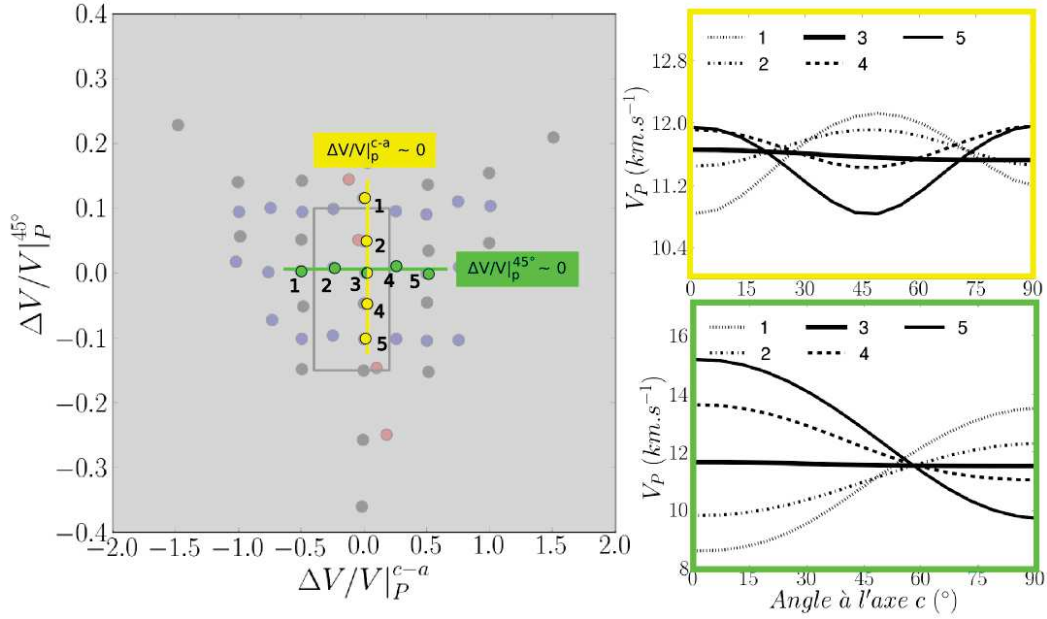 0.4
0.3
0.2
0.1
0.0
−0.1
−0.2
−0.3
−0.4
ΔV/V|_P^{45°}
ΔV/V|_p^{c-a} ~ 0
1
2
1 2 3 4 5
4
5
ΔV/V|_p^{45°} ~ 0
−2.0 −1.5 −1.0 −0.5 0.0 0.5 1.0 1.5 2.0
ΔV/V|_P^{c−a}
1 3 5
2 4
12.8
12.0
11.2
10.4
V_P (km.s^{−1})
0 15 30 45 60 75 90
1 3 5
2 4
16
14
12
10
8
V_P (km.s^{−1})
0 15 30 45 60 75 90
Angle à l'axe c (°)